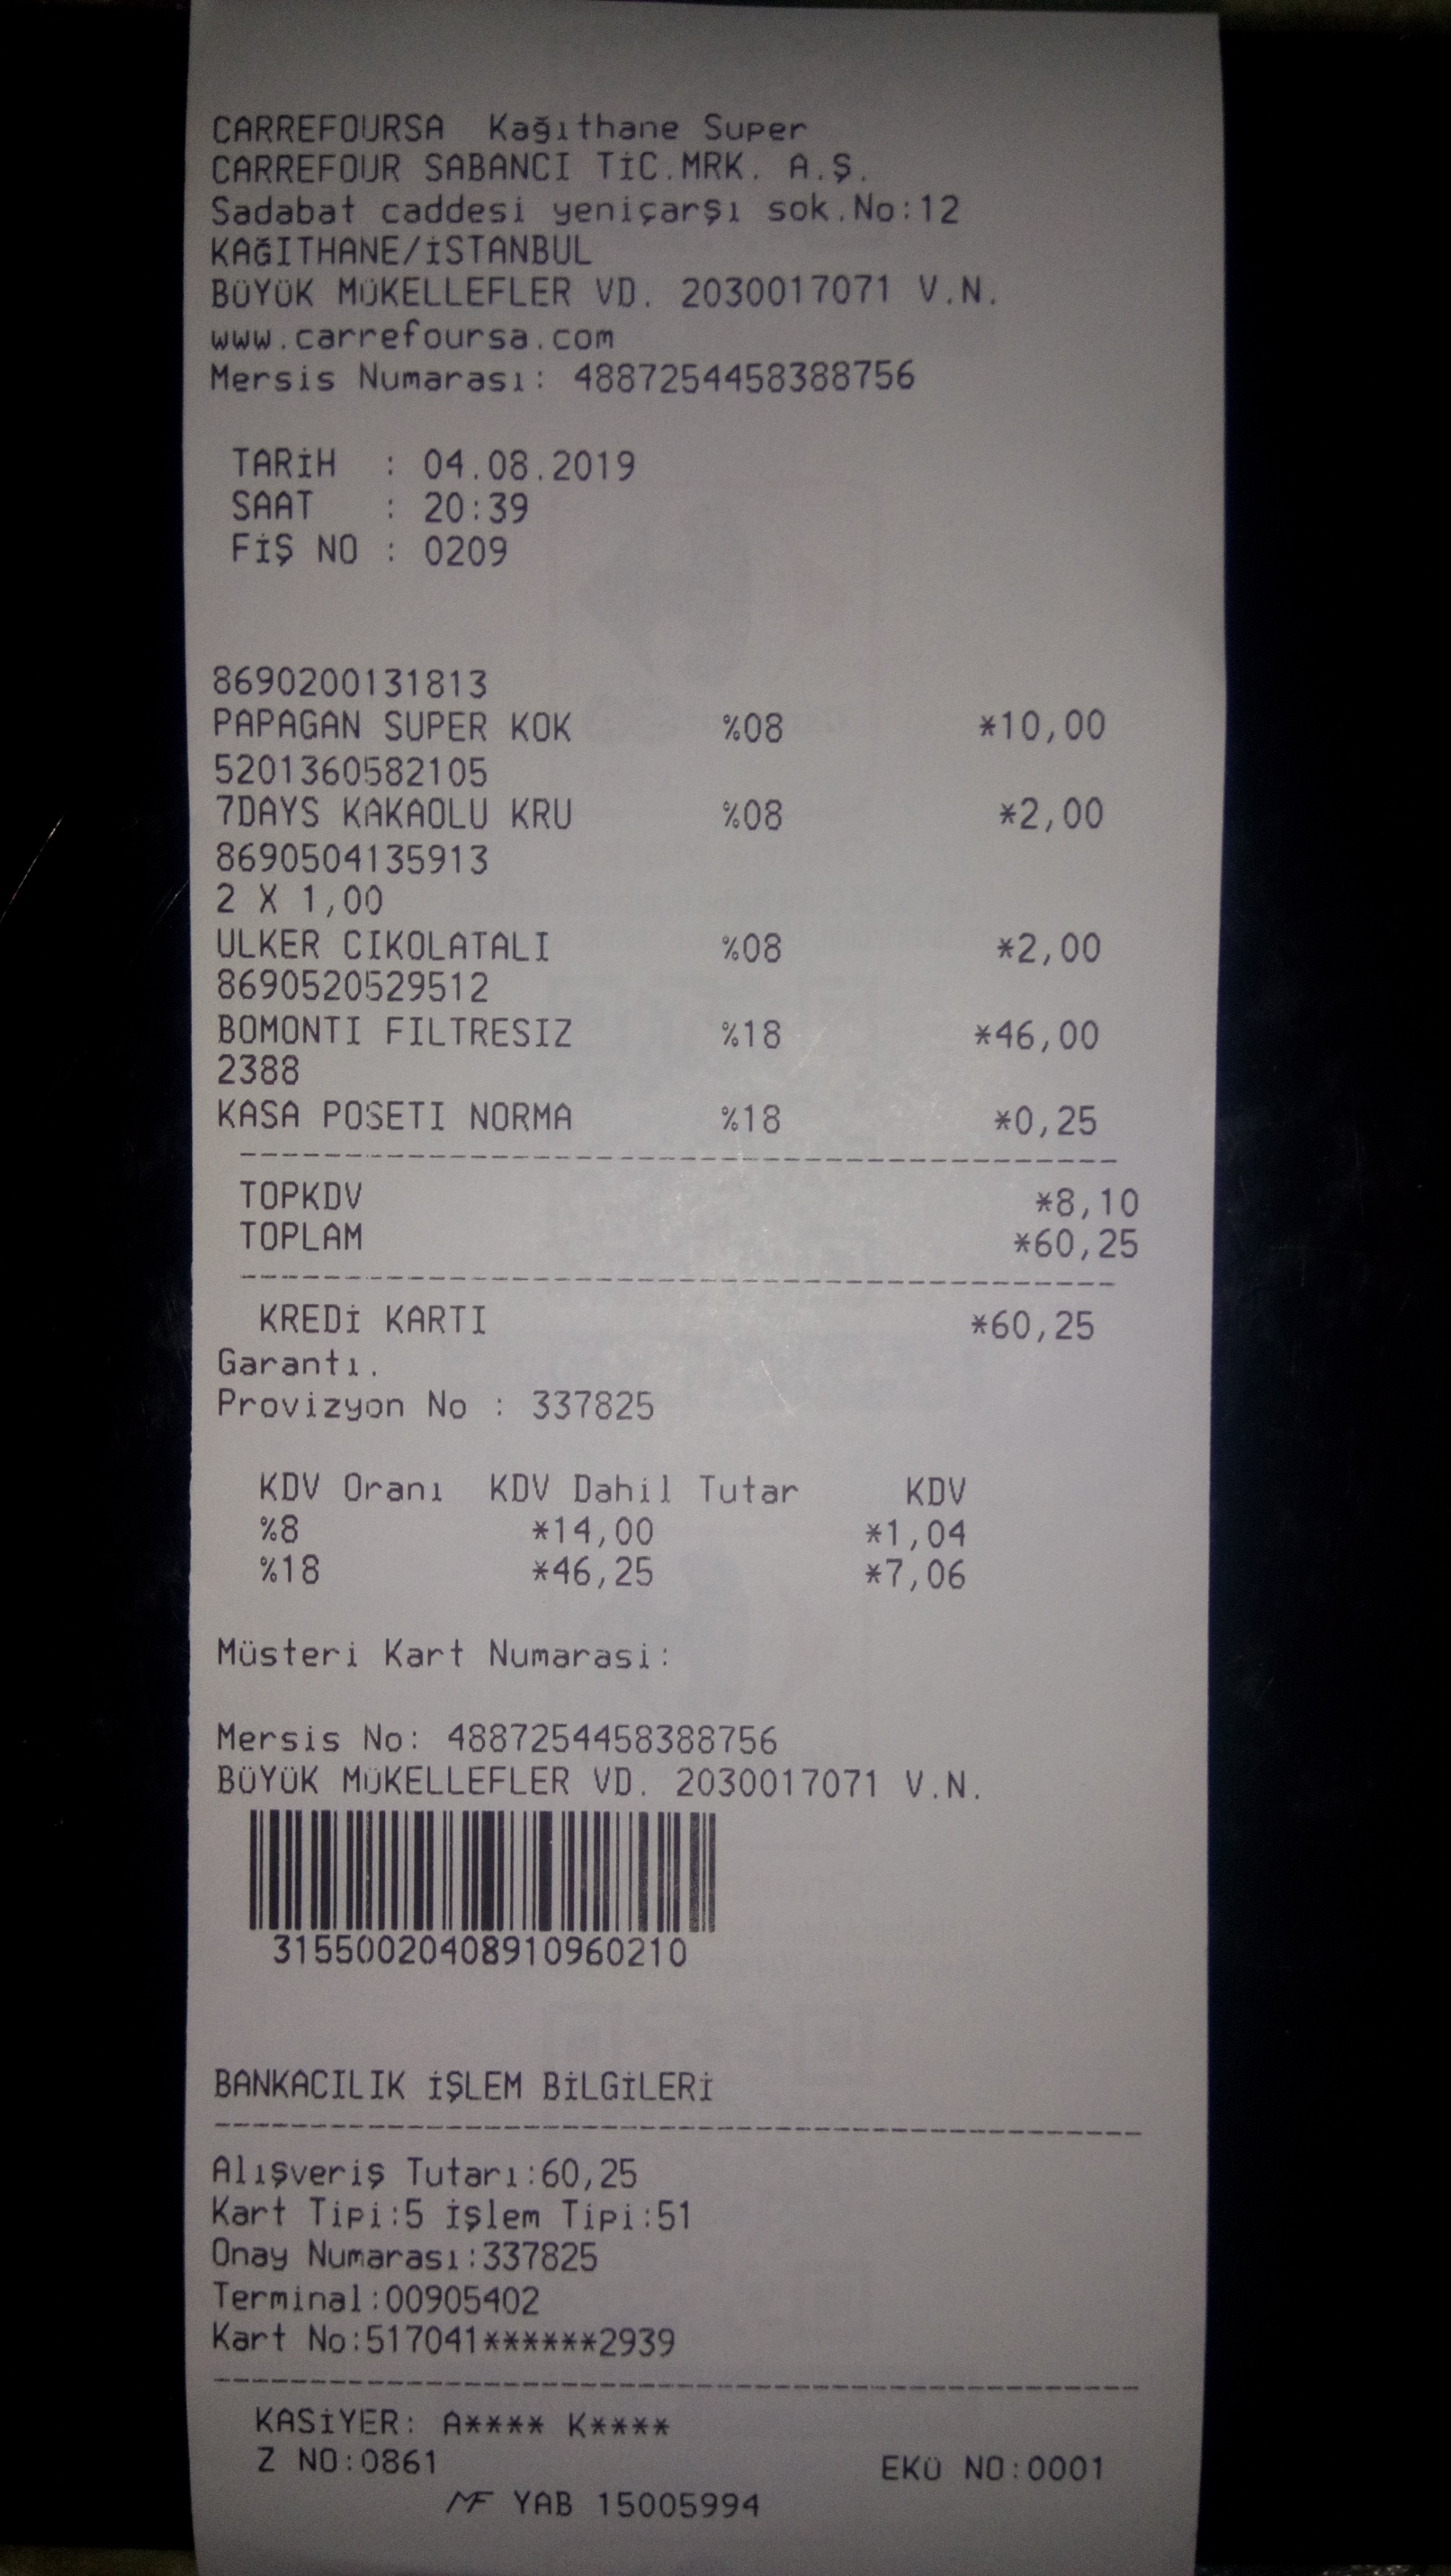 CARREFOURSA Kağıthane Super
CARREFOUR SABANCI TİC.MRK. A.Ş.
Sadabat caddesi yeniçarşı sok.No:12
KAĞITHANE/İSTANBUL
BÜYÜK MÜKELLEFLER VD. 2030017071 V.N.
www.carrefoursa.com
Mersis Numarası: 4887254458388756
TARİH : 04.08.2019
SAAT : 20:39
FİŞ NO : 0209
8690200131813
PAPAGAN SUPER KOK %08 *10,00
5201360582105
7DAYS KAKAOLU KRU %08 *2,00
8690504135913
2 X 1,00
ULKER CIKOLATALI %08 *2,00
8690520529512
BOMONTI FILTRESIZ %18 *46,00
2388
KASA POSETI NORMA %18 *0,25
TOPKDV *8,10
TOPLAM *60,25
KREDİ KARTI *60,25
Garantı.
Provizyon No : 337825
KDV Oranı KDV Dahil Tutar KDV
%8 *14,00 *1,04
%18 *46,25 *7,06
Müsteri Kart Numarasi:
Mersis No: 4887254458388756
BÜYÜK MÜKELLEFLER VD. 2030017071 V.N.
31550020408910960210
BANKACILIK İŞLEM BİLGİLERİ
Alışveriş Tutarı:60,25
Kart Tipi:5 İşlem Tipi:51
Onay Numarası:337825
Terminal:00905402
Kart No:517041******2939
KASİYER: A**** K****
Z NO:0861 EKÜ NO:0001
MF YAB 15005994